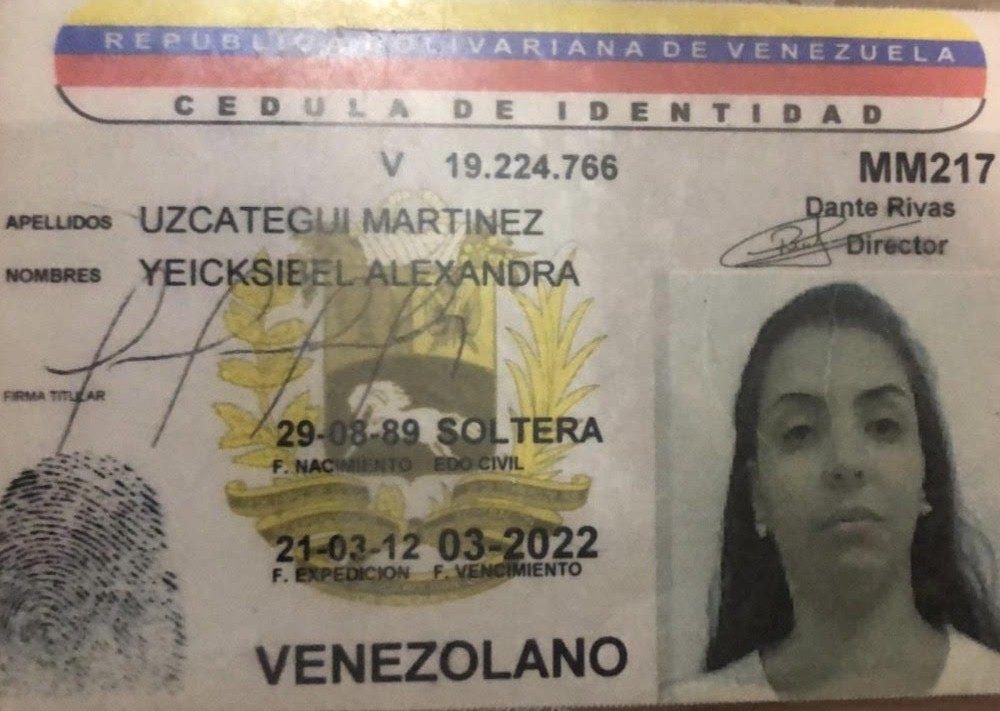 REPUBLICA BOLIVARIANA DE VENEZUELA
CEDULA DE IDENTIDAD
V 19.224.766 MM217
APELLIDOS UZCATEGUI MARTINEZ
Dante Rivas
Director
NOMBRES YEICKSIBEL ALEXANDRA
FIRMA TITULAR
29-08-89 SOLTERA
F. NACIMIENTO EDO CIVIL
21-03-12 03-2022
F. EXPEDICION F. VENCIMIENTO
VENEZOLANO